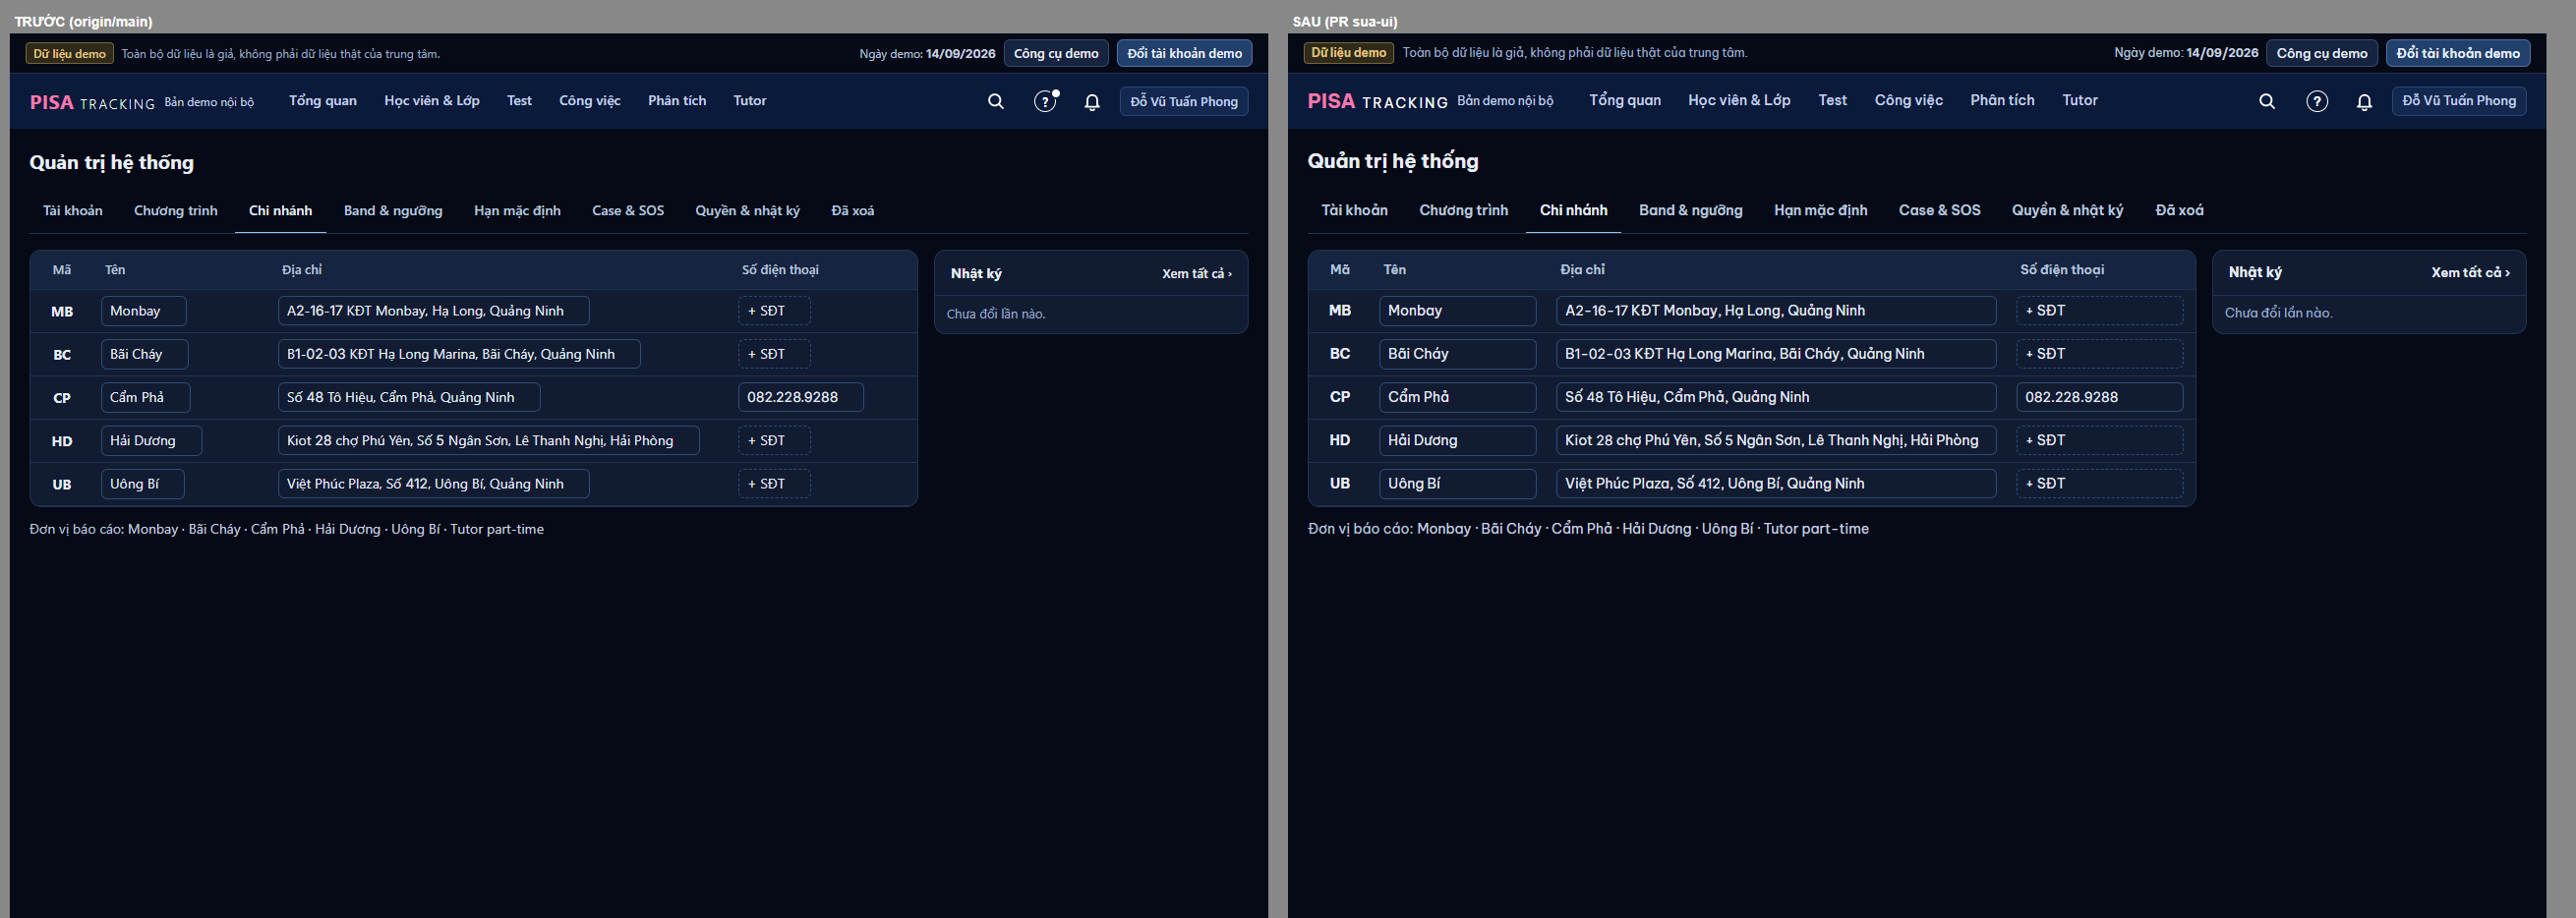 TRƯỚC (origin/main)
Dữ liệu demo Toàn bộ dữ liệu là giả, không phải dữ liệu thật của trung tâm. Ngày demo: 14/09/2026 Công cụ demo Đổi tài khoản demo
PISA TRACKING Bản demo nội bộ Tổng quan Học viên & Lớp Test Công việc Phân tích Tutor ? Đỗ Vũ Tuấn Phong
Quản trị hệ thống
Tài khoản Chương trình Chi nhánh Band & ngưỡng Hạn mặc định Case & SOS Quyền & nhật ký Đã xoá
Mã Tên Địa chỉ Số điện thoại
MB Monbay A2-16-17 KĐT Monbay, Hạ Long, Quảng Ninh + SĐT
BC Bãi Cháy B1-02-03 KĐT Hạ Long Marina, Bãi Cháy, Quảng Ninh + SĐT
CP Cẩm Phả Số 48 Tô Hiệu, Cẩm Phả, Quảng Ninh 082.228.9288
HD Hải Dương Kiot 28 chợ Phú Yên, Số 5 Ngân Sơn, Lê Thanh Nghị, Hải Phòng + SĐT
UB Uông Bí Việt Phúc Plaza, Số 412, Uông Bí, Quảng Ninh + SĐT
Nhật ký Xem tất cả ›
Chưa đổi lần nào.
Đơn vị báo cáo: Monbay · Bãi Cháy · Cẩm Phả · Hải Dương · Uông Bí · Tutor part-time
SAU (PR sua-ui)
Dữ liệu demo Toàn bộ dữ liệu là giả, không phải dữ liệu thật của trung tâm. Ngày demo: 14/09/2026 Công cụ demo Đổi tài khoản demo
PISA TRACKING Bản demo nội bộ Tổng quan Học viên & Lớp Test Công việc Phân tích Tutor ? Đỗ Vũ Tuấn Phong
Quản trị hệ thống
Tài khoản Chương trình Chi nhánh Band & ngưỡng Hạn mặc định Case & SOS Quyền & nhật ký Đã xoá
Mã Tên Địa chỉ Số điện thoại
MB Monbay A2-16-17 KĐT Monbay, Hạ Long, Quảng Ninh + SĐT
BC Bãi Cháy B1-02-03 KĐT Hạ Long Marina, Bãi Cháy, Quảng Ninh + SĐT
CP Cẩm Phả Số 48 Tô Hiệu, Cẩm Phả, Quảng Ninh 082.228.9288
HD Hải Dương Kiot 28 chợ Phú Yên, Số 5 Ngân Sơn, Lê Thanh Nghị, Hải Phòng + SĐT
UB Uông Bí Việt Phúc Plaza, Số 412, Uông Bí, Quảng Ninh + SĐT
Nhật ký Xem tất cả ›
Chưa đổi lần nào.
Đơn vị báo cáo: Monbay · Bãi Cháy · Cẩm Phả · Hải Dương · Uông Bí · Tutor part-time